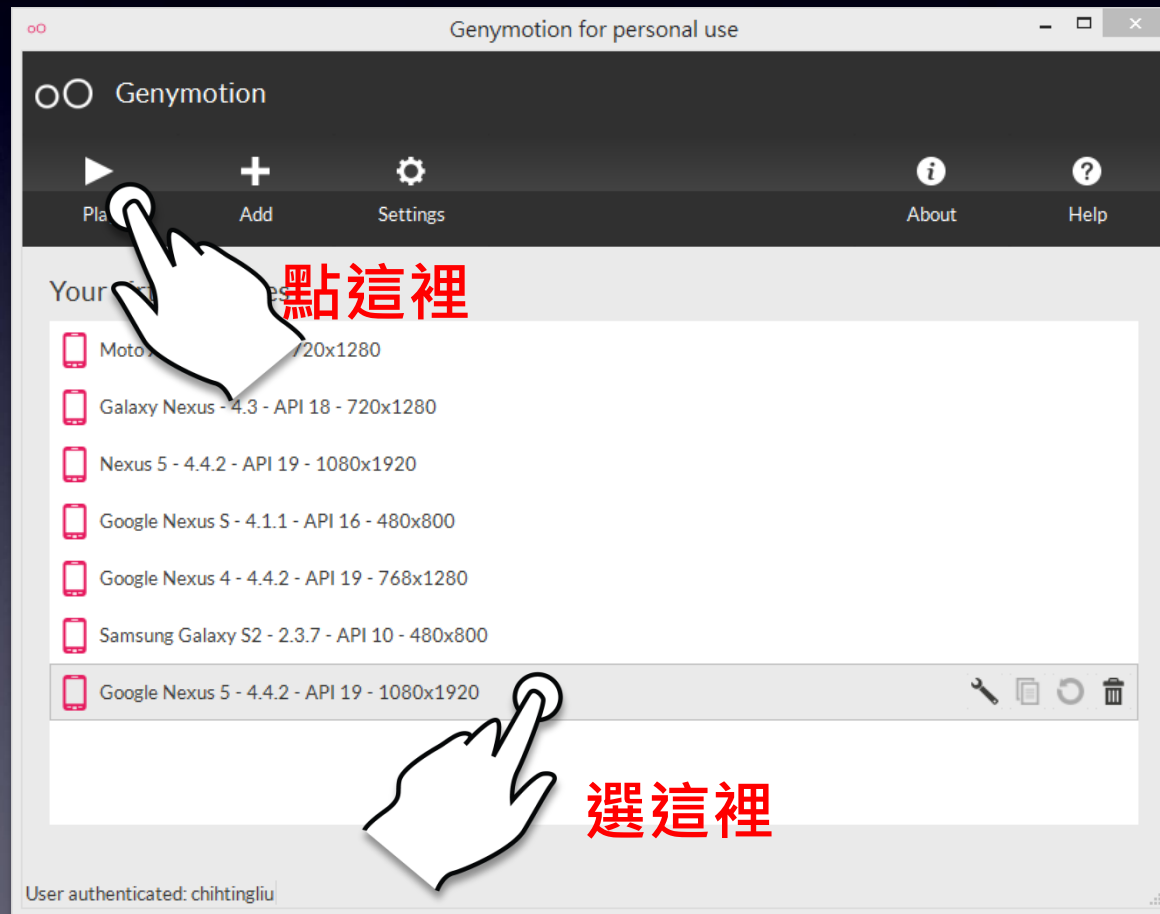 Genymotion for personal use
Genymotion
Add
Settings
About
Help
Your
點這裡
Moto 720x1280
Galaxy Nexus - 4.3 - API 18 - 720x1280
Nexus 5 - 4.4.2 - API 19 - 1080x1920
Google Nexus S - 4.1.1 - API 16 - 480x800
Google Nexus 4 - 4.4.2 - API 19 - 768x1280
Samsung Galaxy S2 - 2.3.7 - API 10 - 480x800
Google Nexus 5 - 4.4.2 - API 19 - 1080x1920
選這裡
User authenticated: chihtingliu